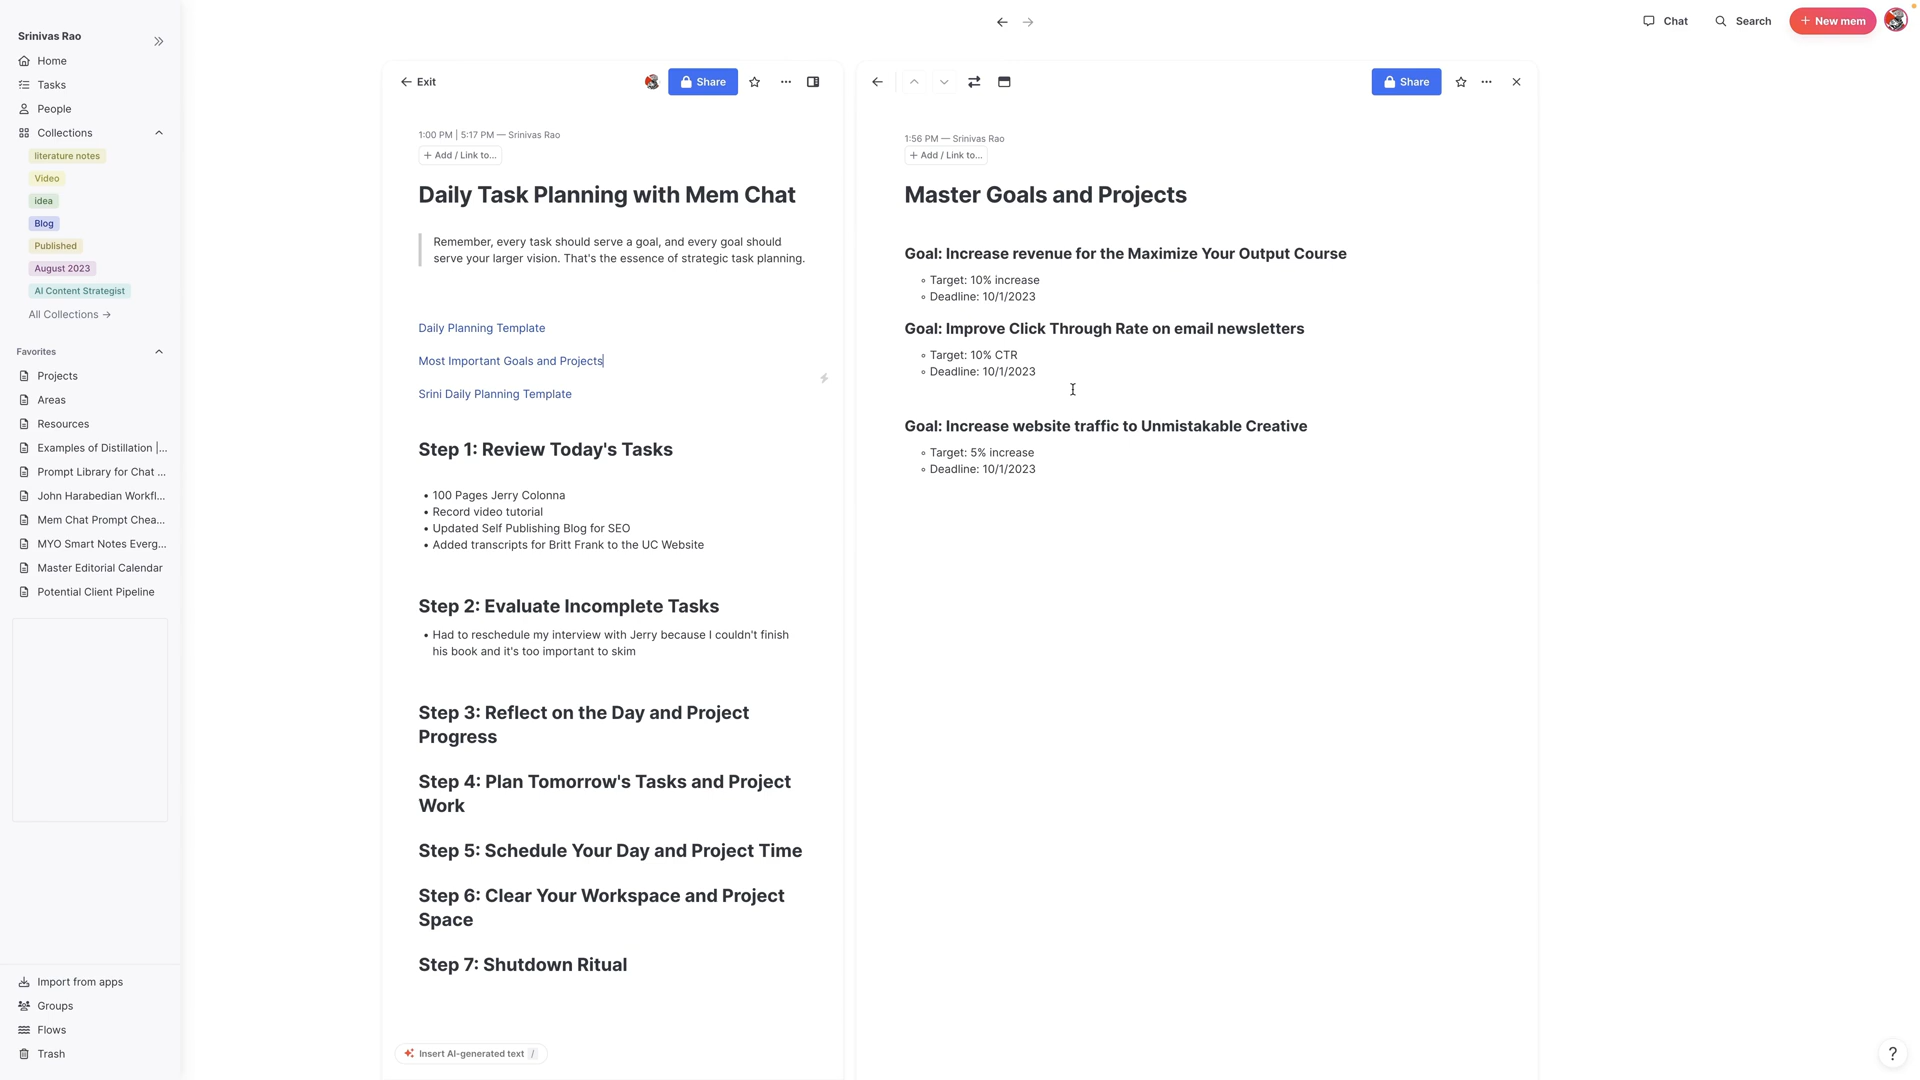 Srinivas Rao
Home
Tasks
People
Collections
literature notes
Video
idea
Blog
Published
August 2023
AI Content Strategist
All Collections →
Favorites
Projects
Areas
Resources
Examples of Distillation |...
Prompt Library for Chat ...
John Harabedian Workfl...
Mem Chat Prompt Chea...
MYO Smart Notes Everg...
Master Editorial Calendar
Potential Client Pipeline
Import from apps
Groups
Flows
Trash
Chat
Search
+ New mem
← Exit
Share
1:00 PM | 5:17 PM — Srinivas Rao
+ Add / Link to...
Daily Task Planning with Mem Chat
Remember, every task should serve a goal, and every goal should
serve your larger vision. That's the essence of strategic task planning.
Daily Planning Template
Most Important Goals and Projects
Srini Daily Planning Template
Step 1: Review Today's Tasks
• 100 Pages Jerry Colonna
• Record video tutorial
• Updated Self Publishing Blog for SEO
• Added transcripts for Britt Frank to the UC Website
Step 2: Evaluate Incomplete Tasks
• Had to reschedule my interview with Jerry because I couldn't finish
his book and it's too important to skim
Step 3: Reflect on the Day and Project
Progress
Step 4: Plan Tomorrow's Tasks and Project
Work
Step 5: Schedule Your Day and Project Time
Step 6: Clear Your Workspace and Project
Space
Step 7: Shutdown Ritual
Insert AI-generated text /
Share
1:56 PM — Srinivas Rao
+ Add / Link to...
Master Goals and Projects
Goal: Increase revenue for the Maximize Your Output Course
◦ Target: 10% increase
◦ Deadline: 10/1/2023
Goal: Improve Click Through Rate on email newsletters
◦ Target: 10% CTR
◦ Deadline: 10/1/2023
Goal: Increase website traffic to Unmistakable Creative
◦ Target: 5% increase
◦ Deadline: 10/1/2023
?